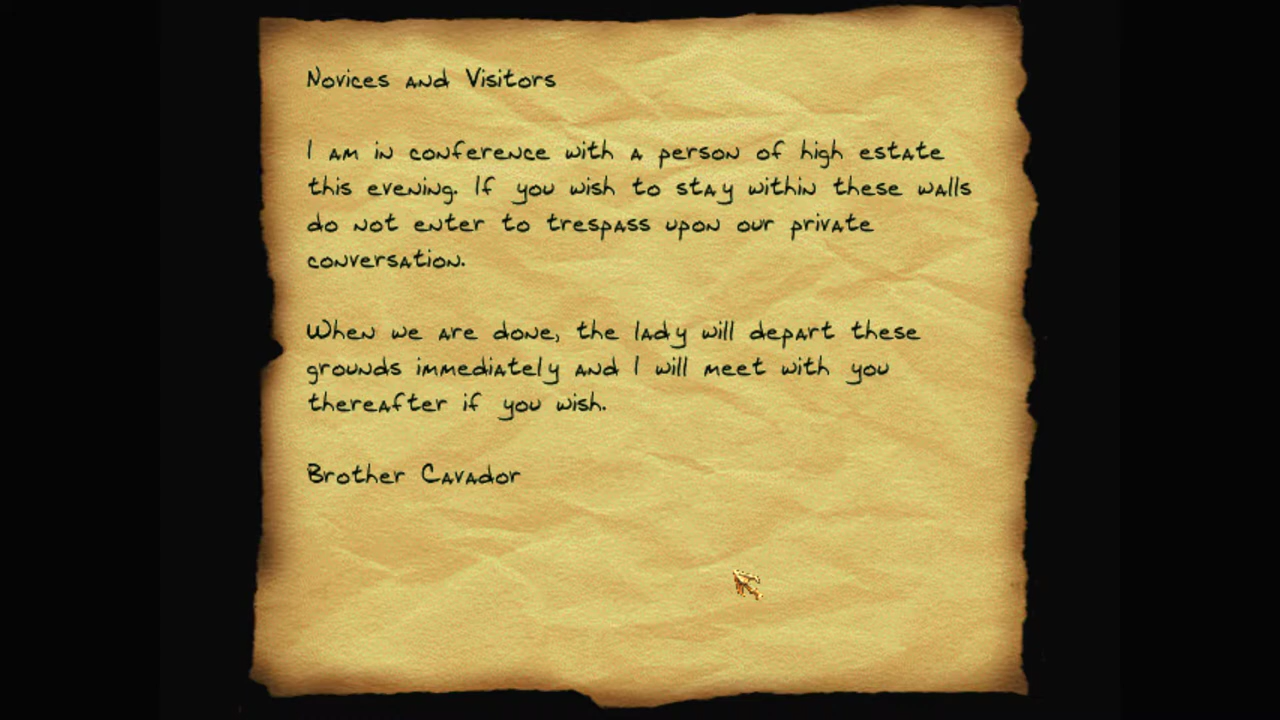 Novices and Visitors
I am in conference with a person of high estate
this evening. If you wish to stay within these walls
do not enter to trespass upon our private
conversation.
When we are done, the lady will depart these
grounds immediately and I will meet with you
thereafter if you wish.
Brother Cavador